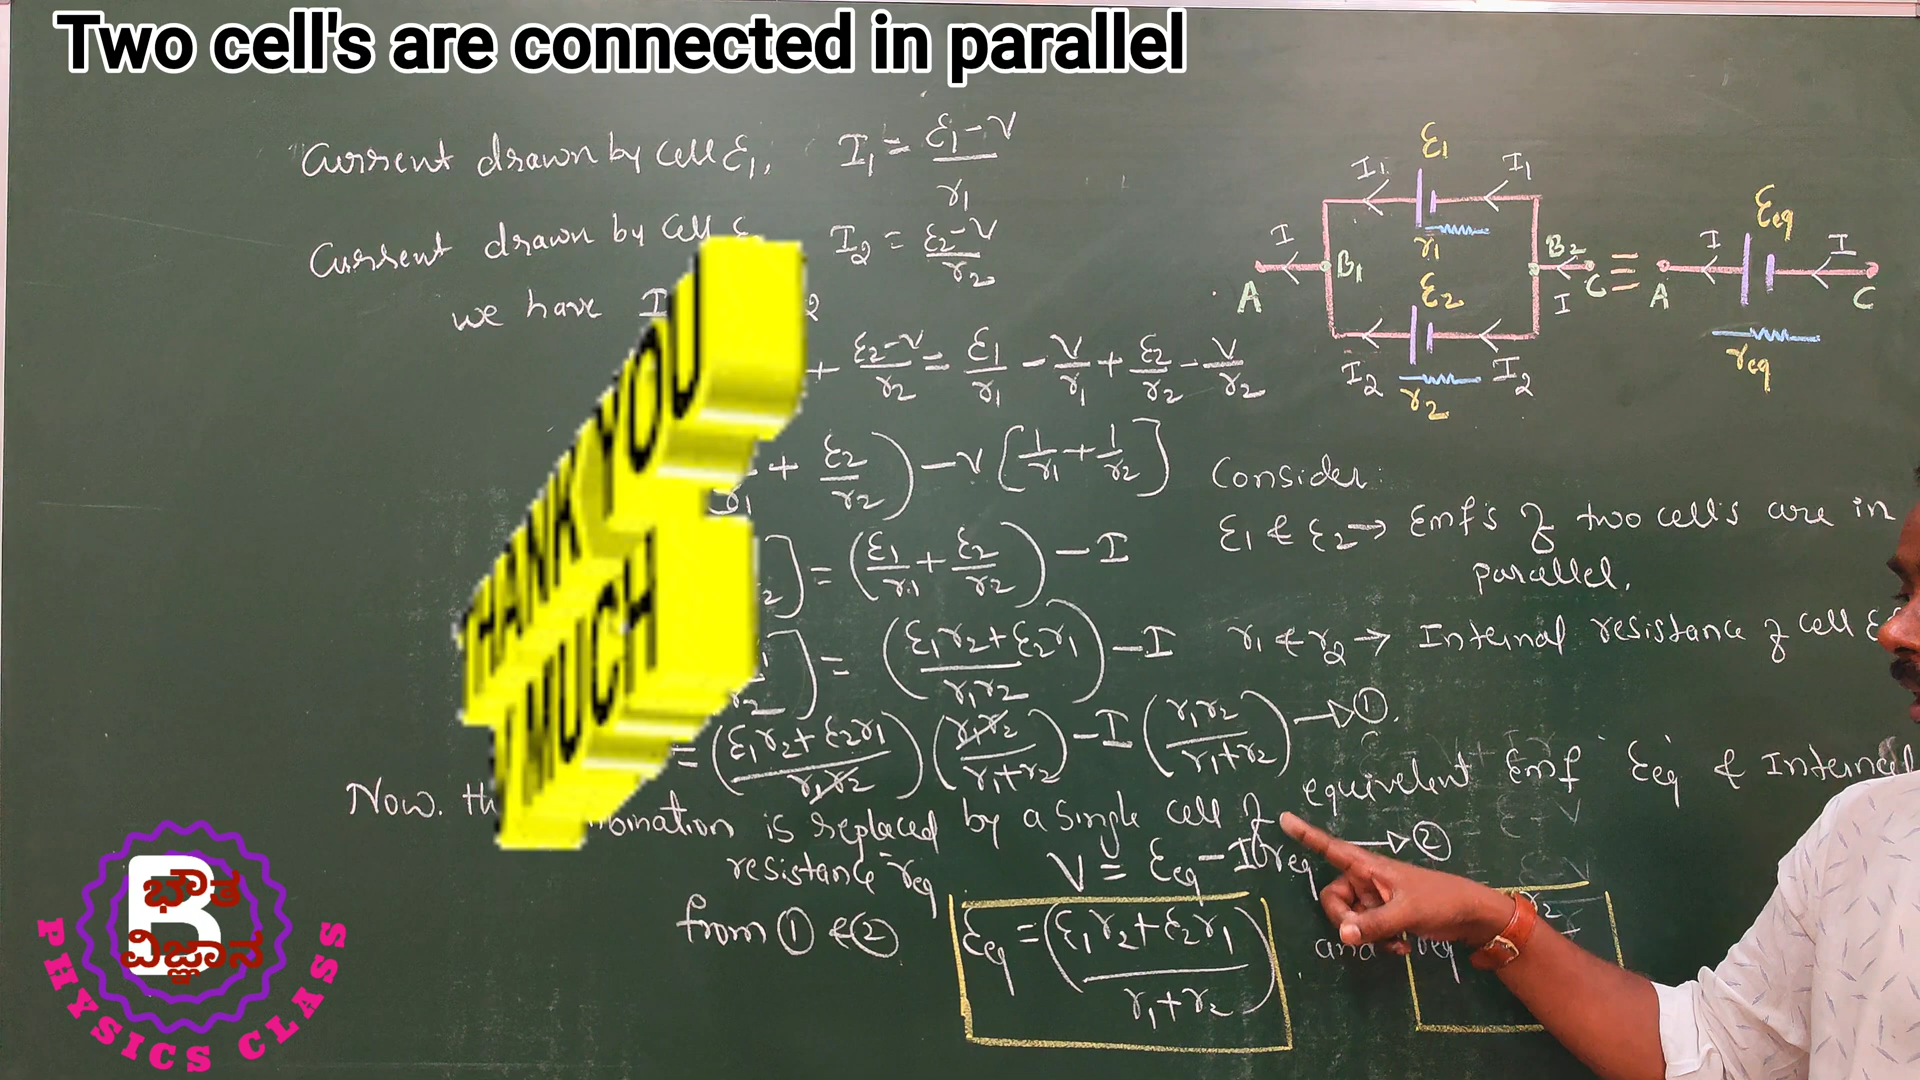 Two cell's are connected in parallel
Current drawn by cell ε₁, I₁ = (ε₁-V)/r₁
Current drawn by cell ε I₂ = (ε₂-V)/r₂
we have I 2
+ (ε₂-V)/r₂ = ε₁/r₁ - V/r₁ + ε₂/r₂ - V/r₂
r₁ + ε₂/r₂) - V[1/r₁ + 1/r₂]
2] = (ε₁/r₁ + ε₂/r₂) - I
] = ((ε₁r₂+ε₂r₁)/r₁r₂) - I
= ((ε₁r₂+ε₂r₁)/r₁r₂)(r₁r₂/(r₁+r₂)) - I(r₁r₂/(r₁+r₂)) → ①.
Now. th bination is replaced by a single cell of equivalent Emf εeq & Internal
resistance req V = εeq - I req → ②
from ① & ② εeq = ((ε₁r₂+ε₂r₁)/(r₁+r₂)) and req
ε₁
I₁ I₁
r₁
I B₁ B₂
A I C ≡
ε₂
I₂ I₂
r₂
εeq
I I
A C
req
Consider:
ε₁ & ε₂ → Emf's of two cell's are in
parallel.
r₁ & r₂ → Internal resistance of cell ε
THANK YOU
MUCH
B
ಭೌತ
ವಿಜ್ಞಾನ
PHYSICS CLASS